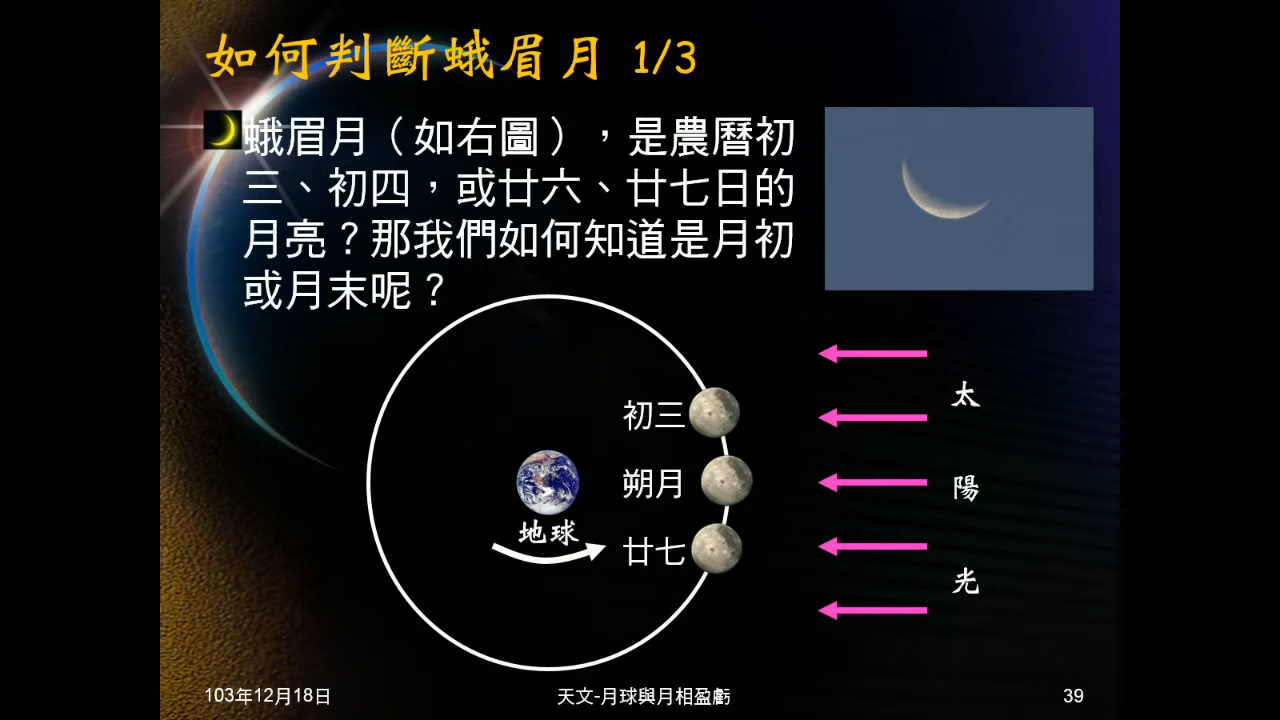 如何判斷蛾眉月 1/3
蛾眉月（如右圖），是農曆初
三、初四，或廿六、廿七日的
月亮？那我們如何知道是月初
或月末呢？
初三
朔月
廿七
地球
太
陽
光
103年12月18日
天文-月球與月相盈虧
39